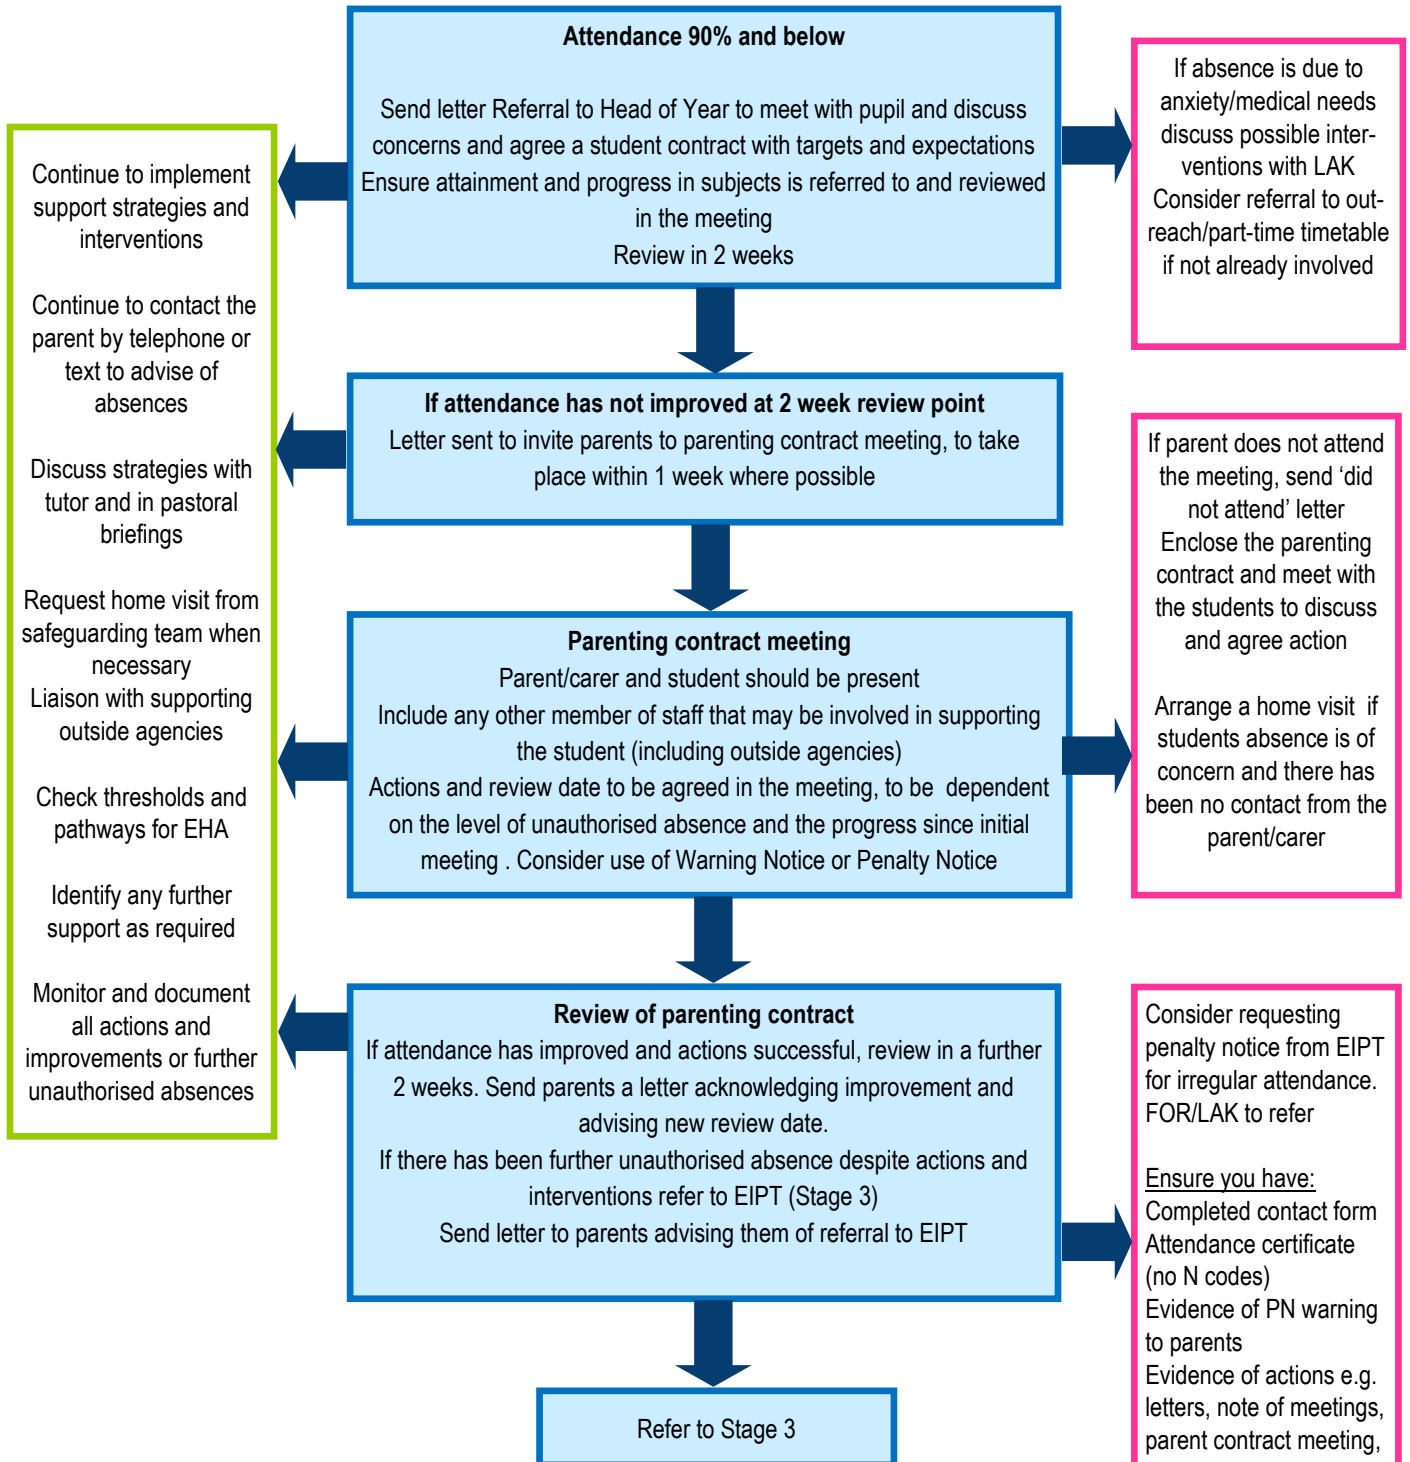 Attendance 90% and below
Send letter Referral to Head of Year to meet with pupil and discuss
concerns and agree a student contract with targets and expectations
Ensure attainment and progress in subjects is referred to and reviewed
in the meeting
Review in 2 weeks
If absence is due to
anxiety/medical needs
discuss possible inter-
ventions with LAK
Consider referral to out-
reach/part-time timetable
if not already involved
Continue to implement
support strategies and
interventions
Continue to contact the
parent by telephone or
text to advise of
absences
Discuss strategies with
tutor and in pastoral
briefings
Request home visit from
safeguarding team when
necessary
Liaison with supporting
outside agencies
Check thresholds and
pathways for EHA
Identify any further
support as required
Monitor and document
all actions and
improvements or further
unauthorised absences
If attendance has not improved at 2 week review point
Letter sent to invite parents to parenting contract meeting, to take
place within 1 week where possible
If parent does not attend
the meeting, send ‘did
not attend’ letter
Enclose the parenting
contract and meet with
the students to discuss
and agree action
Arrange a home visit  if
students absence is of
concern and there has
been no contact from the
parent/carer
Parenting contract meeting
Parent/carer and student should be present
Include any other member of staff that may be involved in supporting
the student (including outside agencies)
Actions and review date to be agreed in the meeting, to be  dependent
on the level of unauthorised absence and the progress since initial
meeting . Consider use of Warning Notice or Penalty Notice
Review of parenting contract
If attendance has improved and actions successful, review in a further
2 weeks. Send parents a letter acknowledging improvement and
advising new review date.
If there has been further unauthorised absence despite actions and
interventions refer to EIPT (Stage 3)
Send letter to parents advising them of referral to EIPT
Consider requesting
penalty notice from EIPT
for irregular attendance.
FOR/LAK to refer
Ensure you have:
Completed contact form
Attendance certificate
(no N codes)
Evidence of PN warning
to parents
Evidence of actions e.g.
letters, note of meetings,
parent contract meeting,
Refer to Stage 3